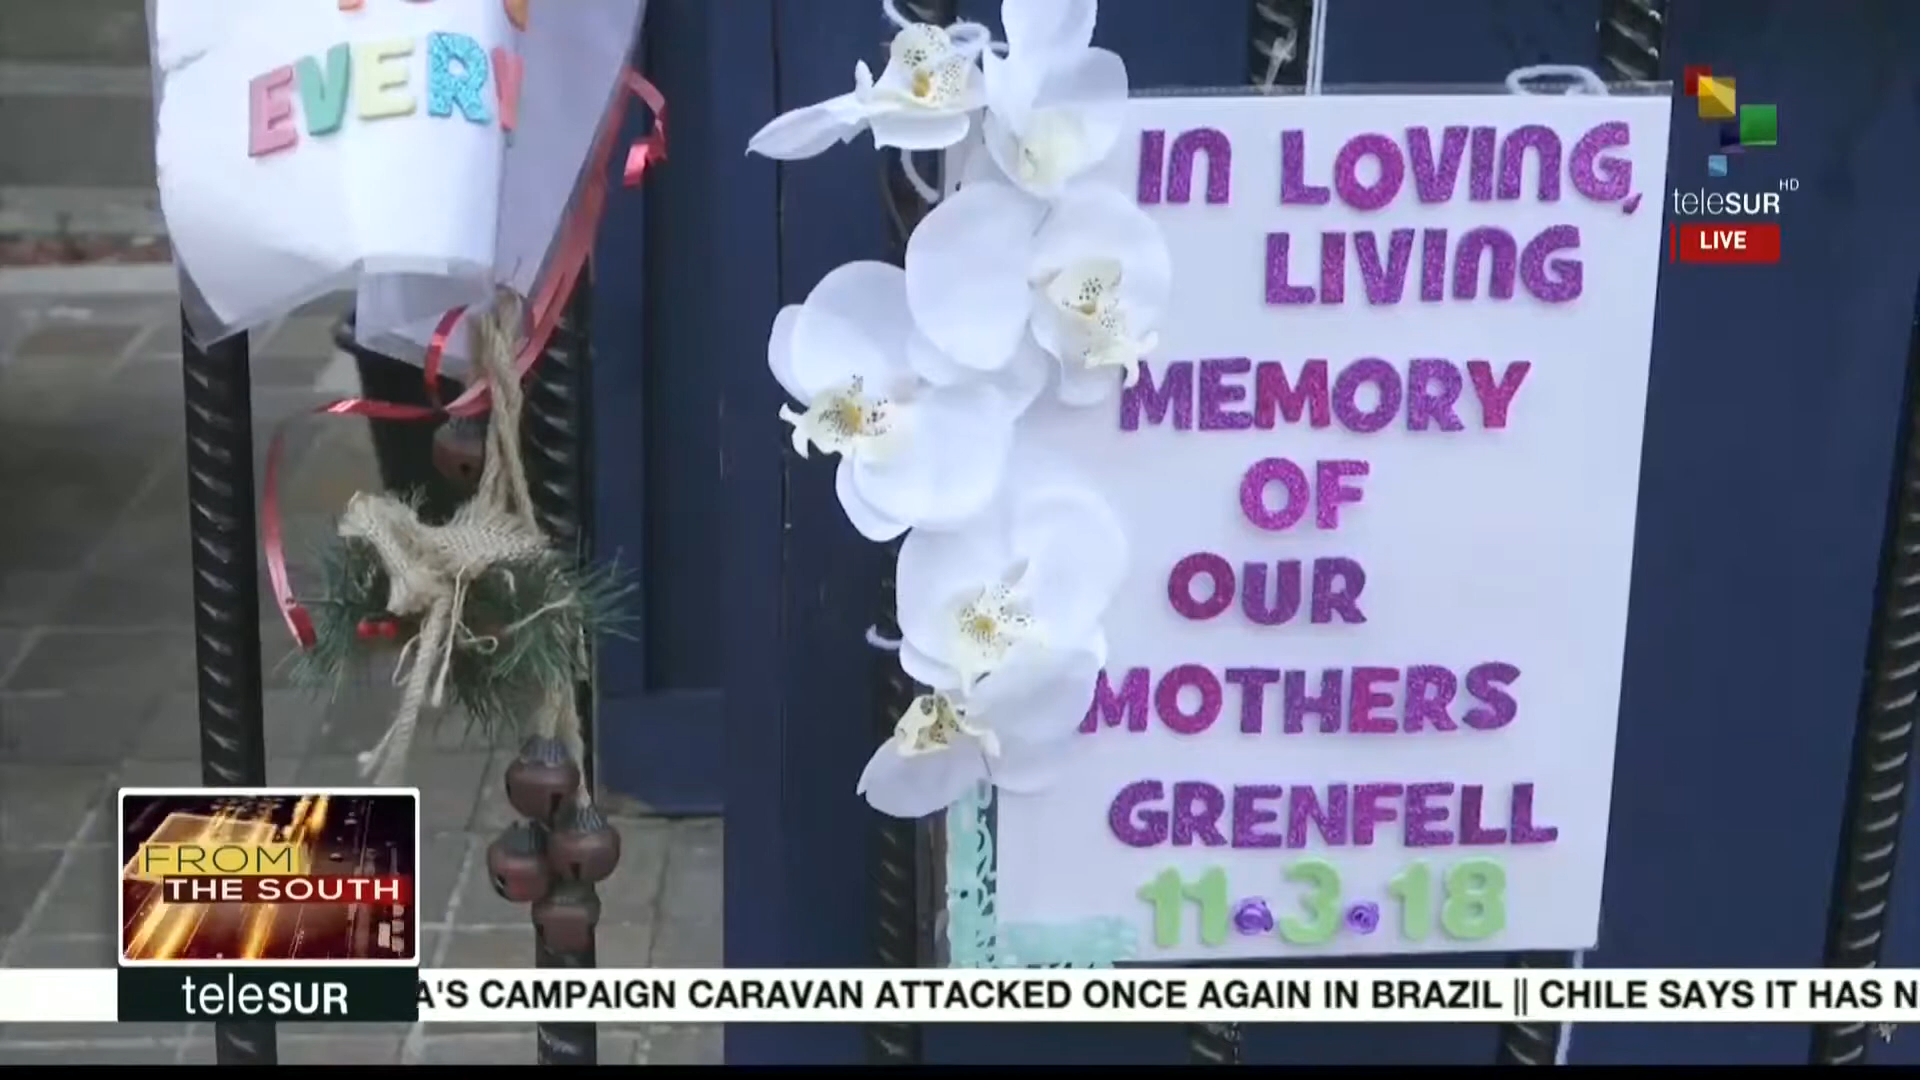 EVERY
IN LOVING,
LIVING
MEMORY
OF
OUR
MOTHERS
GRENFELL
11.3.18
teleSUR HD
LIVE
FROM
THE SOUTH
teleSUR
A'S CAMPAIGN CARAVAN ATTACKED ONCE AGAIN IN BRAZIL || CHILE SAYS IT HAS N